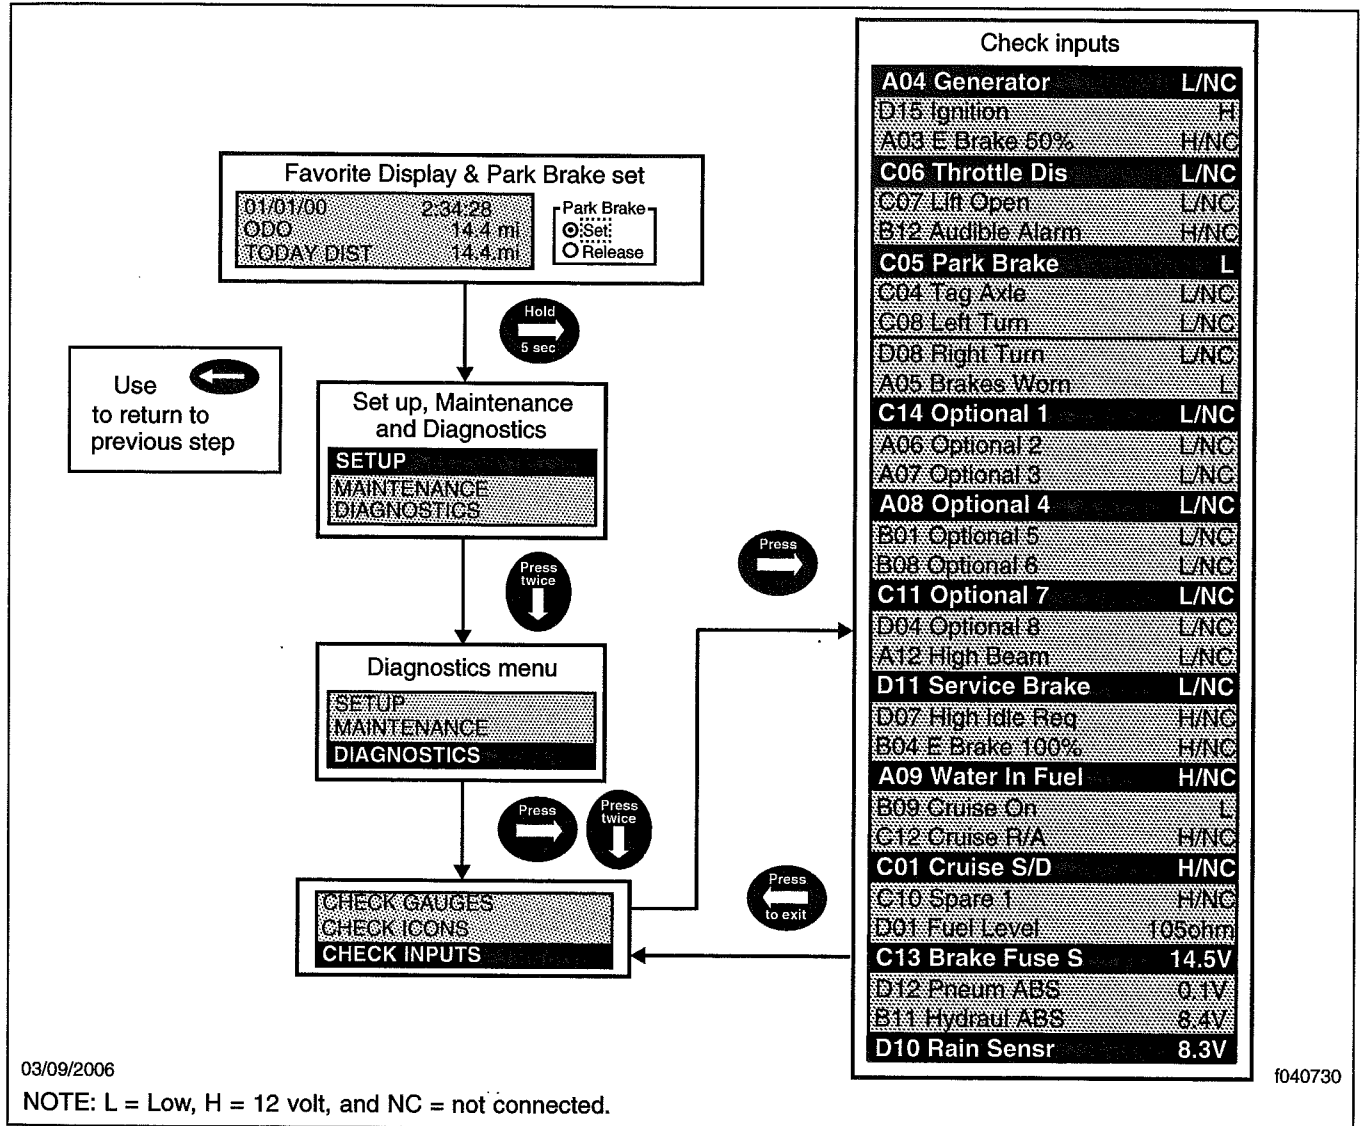 Favorite Display & Park Brake set
01/01/00 2:34:28
ODO 14.4 mi
TODAY DIST 14.4 mi
Park Brake
Set
Release
Hold
5 sec
Use
to return to
previous step
Set up, Maintenance
and Diagnostics
SETUP
MAINTENANCE
DIAGNOSTICS
Press
twice
Diagnostics menu
SETUP
MAINTENANCE
DIAGNOSTICS
Press
Press
twice
CHECK GAUGES
CHECK ICONS
CHECK INPUTS
Press
Press
to exit
Check inputs
A04 Generator L/NC
D15 Ignition H
A03 E Brake 50% H/NC
C06 Throttle Dis L/NC
C07 Lift Open L/NC
B12 Audible Alarm H/NC
C05 Park Brake L
C04 Tag Axle L/NC
C08 Left Turn L/NC
D08 Right Turn L/NC
A05 Brakes Worn L
C14 Optional 1 L/NC
A06 Optional 2 L/NC
A07 Optional 3 L/NC
A08 Optional 4 L/NC
B01 Optional 5 L/NC
B08 Optional 6 L/NC
C11 Optional 7 L/NC
D04 Optional 8 L/NC
A12 High Beam L/NC
D11 Service Brake L/NC
D07 High Idle Req H/NC
B04 E Brake 100% H/NC
A09 Water In Fuel H/NC
B09 Cruise On L
C12 Cruise R/A H/NC
C01 Cruise S/D H/NC
C10 Spare 1 H/NC
D01 Fuel Level 105ohm
C13 Brake Fuse S 14.5V
D12 Pneum ABS 0.1V
B11 Hydraul ABS 8.4V
D10 Rain Sensr 8.3V
03/09/2006
f040730
NOTE: L = Low, H = 12 volt, and NC = not connected.